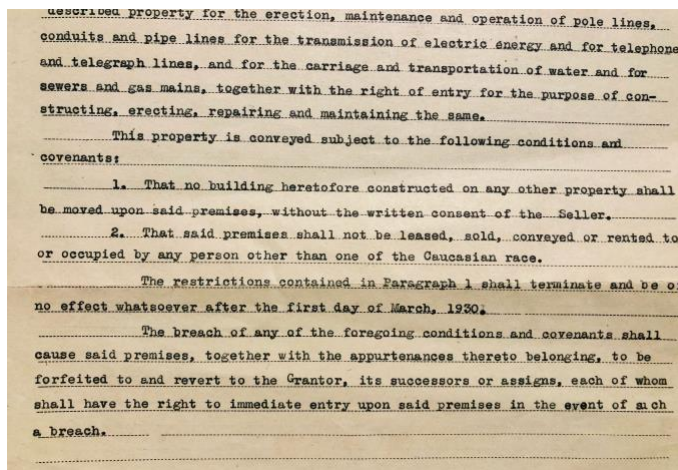 described property for the erection, maintenance and operation of pole lines,
conduits and pipe lines for the transmission of electric energy and for telephone
and telegraph lines, and for the carriage and transportation of water and for
sewers and gas mains, together with the right of entry for the purpose of con-
structing, erecting, repairing and maintaining the same.
This property is conveyed subject to the following conditions and
covenants:
1. That no building heretofore constructed on any other property shall
be moved upon said premises, without the written consent of the Seller.
2. That said premises shall not be leased, sold, conveyed or rented to
or occupied by any person other than one of the Caucasian race.
The restrictions contained in Paragraph 1 shall terminate and be of
no effect whatsoever after the first day of March, 1930.
The breach of any of the foregoing conditions and covenants shall
cause said premises, together with the appurtenances thereto belonging, to be
forfeited to and revert to the Grantor, its successors or assigns, each of whom
shall have the right to immediate entry upon said premises in the event of such
a breach.